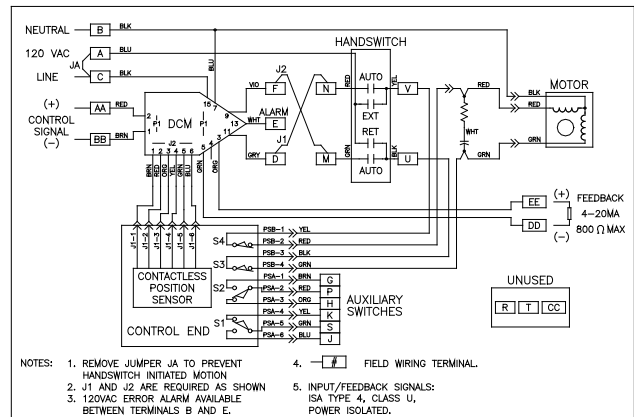 NEUTRAL B BLK
120 VAC A BLU
JA
LINE C BLK
HANDSWITCH
BLU
(+) AA RED
CONTROL SIGNAL
(-) BB BRN
2 P1 1
DCM
P1
16 7 9 13 3 11
J2
1 2 3 4 5 6 5 4
VIO F J2 N RED AUTO YEL V
WHT ALARM E
EXT
RET
GRY D J1 M GRN AUTO BLK U
RED
WHT
GRN
BLK
RED
GRN
MOTOR
BRN RED ORG YEL GRN BLU GRN ORG
J1-1 J1-2 J1-3 J1-4 J1-5 J1-6
EE (+) FEEDBACK
4-20MA
DD (-) 800 Ω MAX
CONTACTLESS
POSITION
SENSOR
CONTROL END
S4
S3
S2
S1
PSB-1 YEL
PSB-2 RED
PSB-3 BLK
PSB-4 GRN
PSA-1 BRN G
PSA-2 RED P
PSA-3 ORG H
PSA-4 YEL K
PSA-5 GRN S
PSA-6 BLU J
AUXILIARY
SWITCHES
UNUSED
R T CC
NOTES: 1. REMOVE JUMPER JA TO PREVENT
HANDSWITCH INITIATED MOTION
2. J1 AND J2 ARE REQUIRED AS SHOWN
3. 120VAC ERROR ALARM AVAILABLE
BETWEEN TERMINALS B AND E.
4. # FIELD WIRING TERMINAL.
5. INPUT/FEEDBACK SIGNALS:
ISA TYPE 4, CLASS U,
POWER ISOLATED.